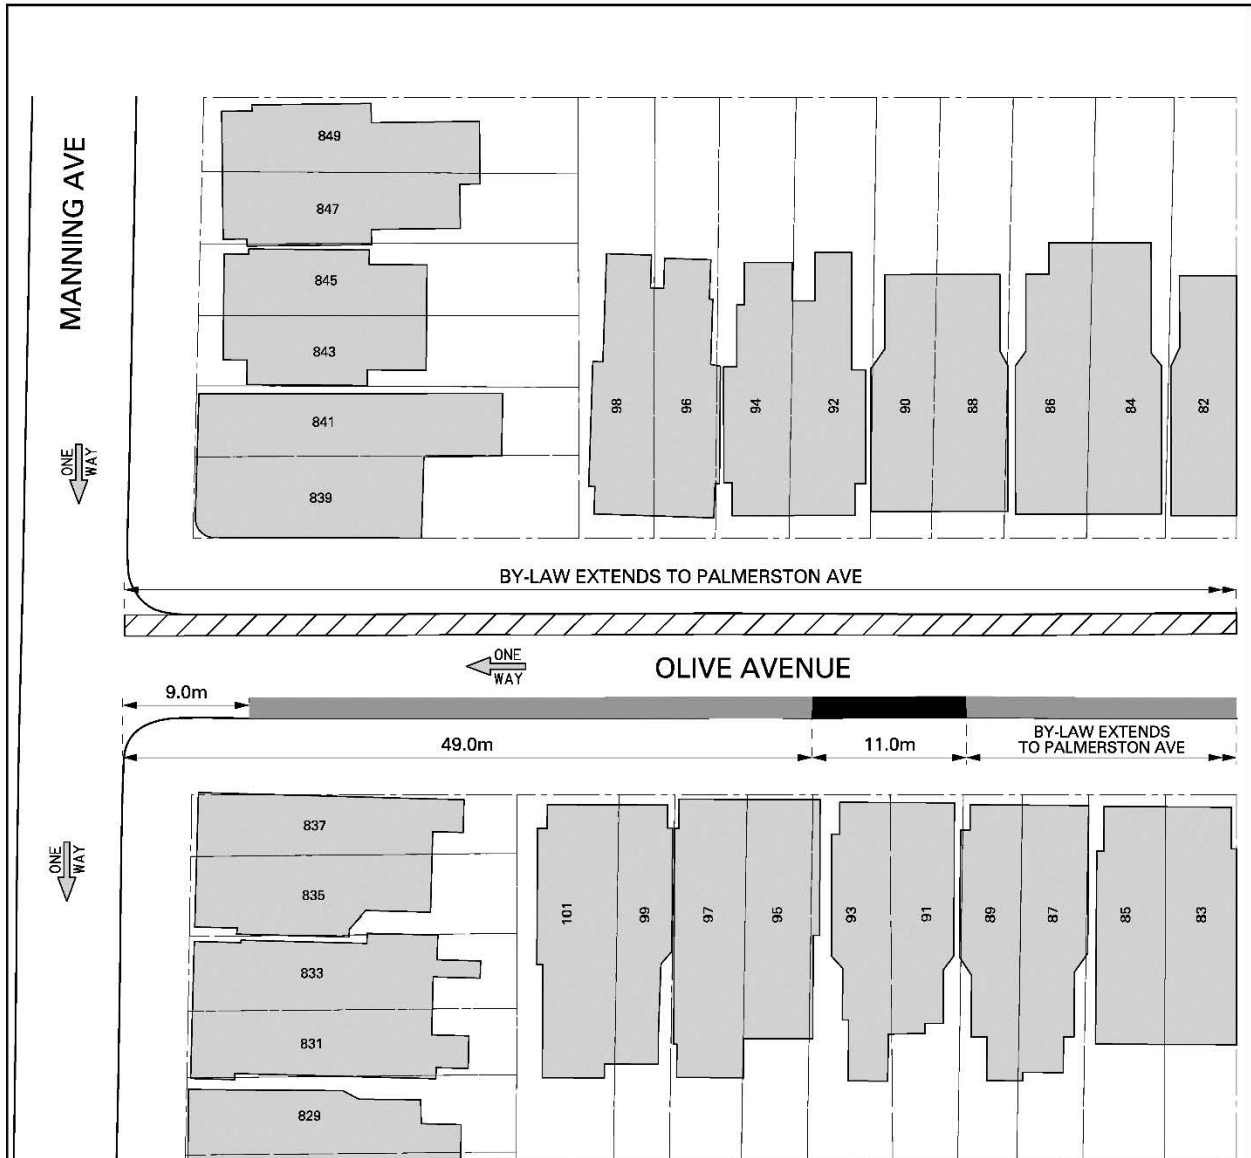 MANNING AVE
849
847
845
843
841
839
98
96
94
92
90
88
86
84
82
ONE
WAY
BY-LAW EXTENDS TO PALMERSTON AVE
ONE
WAY
OLIVE AVENUE
9.0m
49.0m
11.0m
BY-LAW EXTENDS
TO PALMERSTON AVE
ONE
WAY
837
835
833
831
829
101
99
97
95
93
91
89
87
85
83